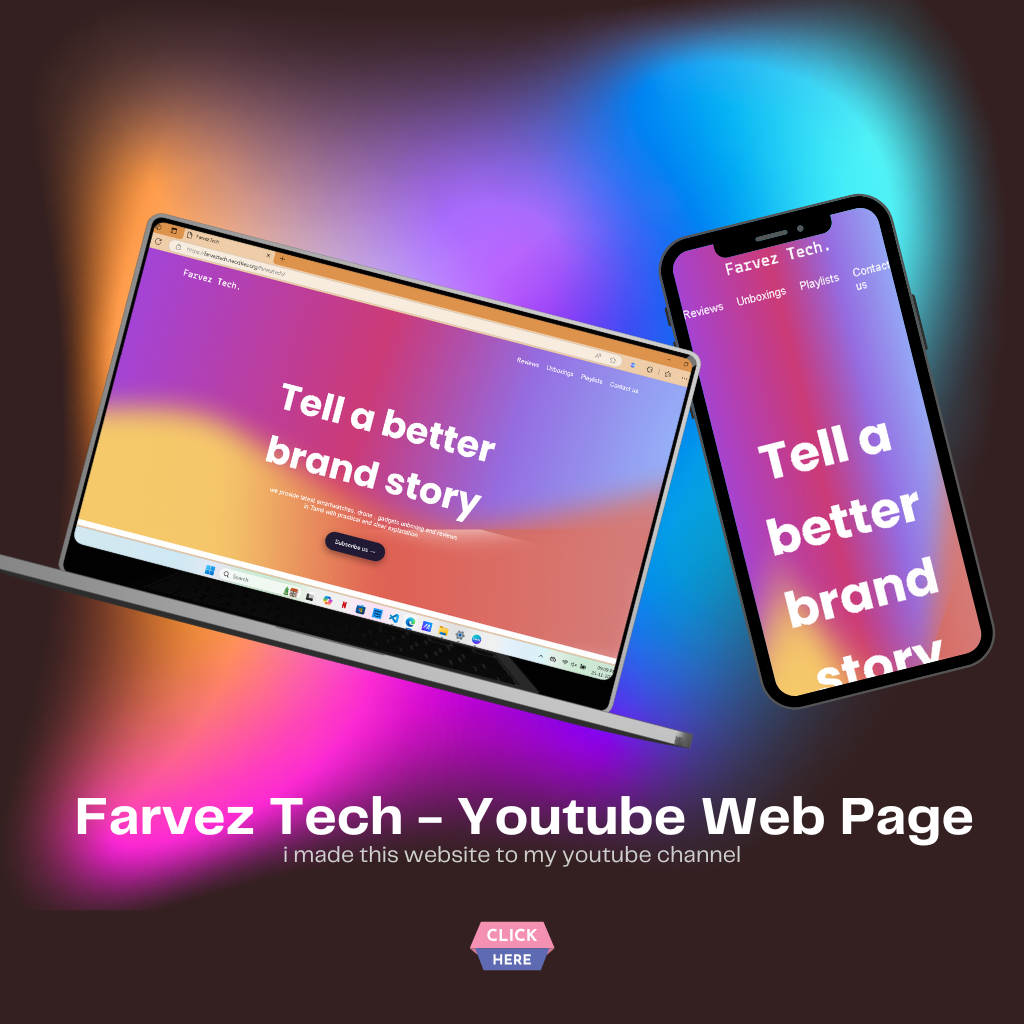 Farvez Tech
Farvez Tech.
Reviews Unboxings Playlists Contact us
Tell a better
brand story
we provide latest smartwatches, drone , gadgets unboxing and reviews
in Tamil with practical and clear explanation
Subscribe us →
Search
Farvez Tech.
Reviews Unboxings Playlists Contact
us
Tell a
better
brand
story
Farvez Tech - Youtube Web Page
i made this website to my youtube channel
CLICK
HERE